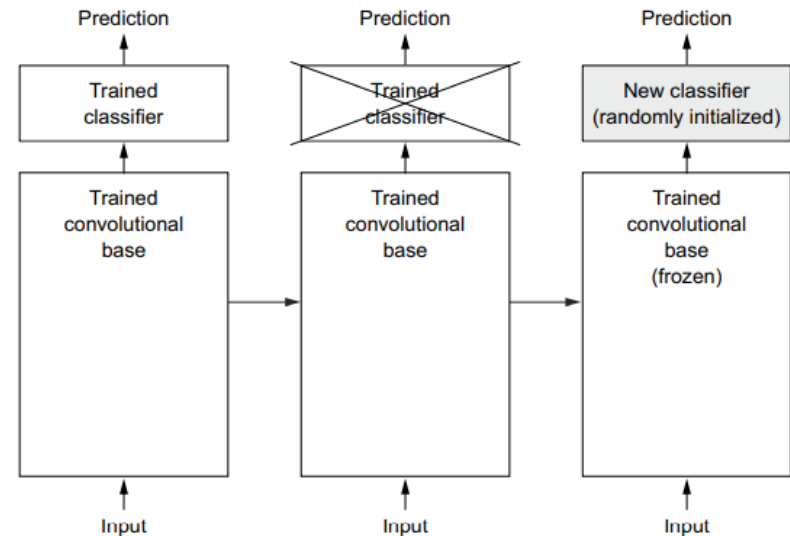 Prediction
Trained
classifier
Trained
convolutional
base
Input
Prediction
Trained
classifier
Trained
convolutional
base
Input
Prediction
New classifier
(randomly initialized)
Trained
convolutional
base
(frozen)
Input